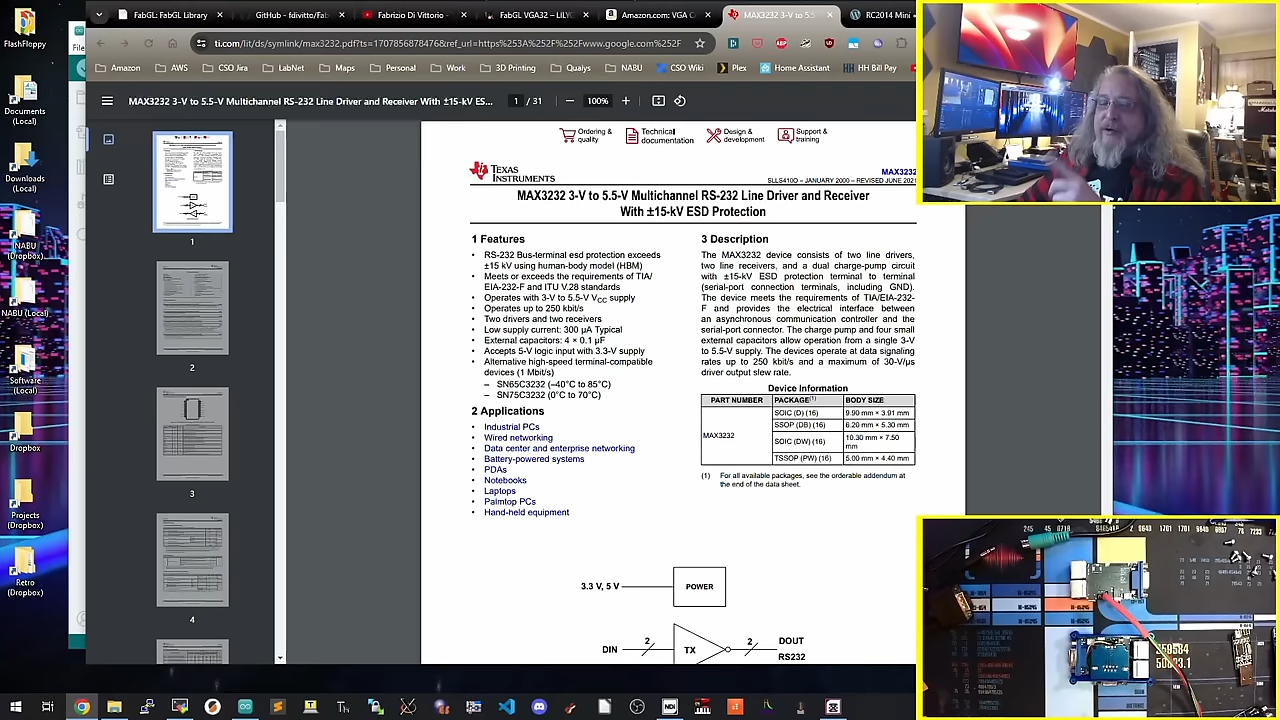 FabGL: FabGL Library
GitHub - fdivitto/Fab
Fabrizio Di Vittorio -
FabGL VGA32 – LILYG
Amazon.com: VGA C
MAX3232 3-V to 5.5
RC2014 Mini
File
ti.com/lit/ds/symlink/max3232.pdf?ts=1707856878476&ref_url=https%253A%252F%252Fwww.google.com%252F
Amazon
AWS
CSO Jira
LabNet
Maps
Personal
Work
3D Printing
Qualys
NABU
CSO Wiki
Plex
Home Assistant
HH Bill Pay
MAX3232 3-V to 5.5-V Multichannel RS-232 Line Driver and Receiver With ±15-kV ES...
1 / 31
100%
FlashFloppy
Documents
(Local)
Downloads
(Local)
NABU
(Dropbox)
NABU (Local)
Software
(Local)
Dropbox
Projects
(Dropbox)
Retro
(Dropbox)
1
2
3
4
Ordering &
quality
Technical
documentation
Design &
development
Support &
training
TEXAS
INSTRUMENTS
MAX3232
SLLS410O – JANUARY 2000 – REVISED JUNE 2021
MAX3232 3-V to 5.5-V Multichannel RS-232 Line Driver and Receiver
With ±15-kV ESD Protection
1 Features
• RS-232 Bus-terminal esd protection exceeds
±15 kV using human-body model (HBM)
• Meets or exceeds the requirements of TIA/
EIA-232-F and ITU V.28 standards
• Operates with 3-V to 5.5-V VCC supply
• Operates up to 250 kbit/s
• Two drivers and two receivers
• Low supply current: 300 µA Typical
• External capacitors: 4 × 0.1 µF
• Accepts 5-V logic input with 3.3-V supply
• Alternative high-speed terminal-compatible
devices (1 Mbit/s)
– SN65C3232 (–40°C to 85°C)
– SN75C3232 (0°C to 70°C)
2 Applications
• Industrial PCs
• Wired networking
• Data center and enterprise networking
• Battery-powered systems
• PDAs
• Notebooks
• Laptops
• Palmtop PCs
• Hand-held equipment
3 Description
The MAX3232 device consists of two line drivers,
two line receivers, and a dual charge-pump circuit
with ±15-kV ESD protection terminal to terminal
(serial-port connection terminals, including GND).
The device meets the requirements of TIA/EIA-232-
F and provides the electrical interface between
an asynchronous communication controller and the
serial-port connector. The charge pump and four small
external capacitors allow operation from a single 3-V
to 5.5-V supply. The devices operate at data signaling
rates up to 250 kbit/s and a maximum of 30-V/µs
driver output slew rate.
Device Information
PART NUMBER PACKAGE(1) BODY SIZE
MAX3232
SOIC (D) (16) 9.90 mm × 3.91 mm
SSOP (DB) (16) 6.20 mm × 5.30 mm
SOIC (DW) (16) 10.30 mm × 7.50
mm
TSSOP (PW) (16) 5.00 mm × 4.40 mm
(1) For all available packages, see the orderable addendum at
the end of the data sheet.
3.3 V, 5 V
POWER
DIN
2
TX
2
DOUT
RS232